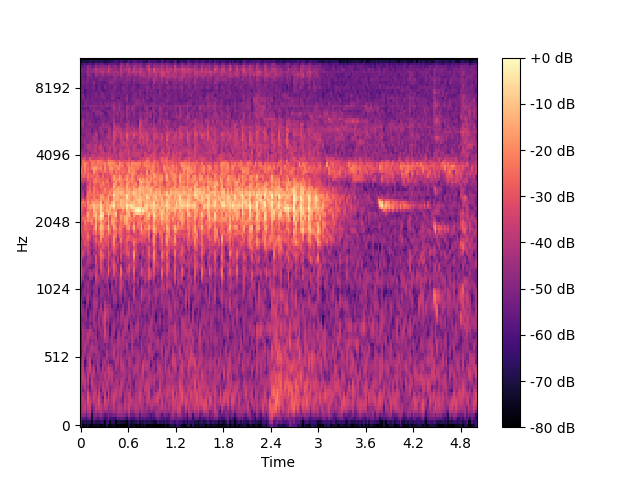 +0 dB
8192
-10 dB
4096
-20 dB
-30 dB
2048
Hz
-40 dB
1024
-50 dB
-60 dB
512
-70 dB
0
-80 dB
0 0.6 1.2 1.8 2.4 3 3.6 4.2 4.8
Time